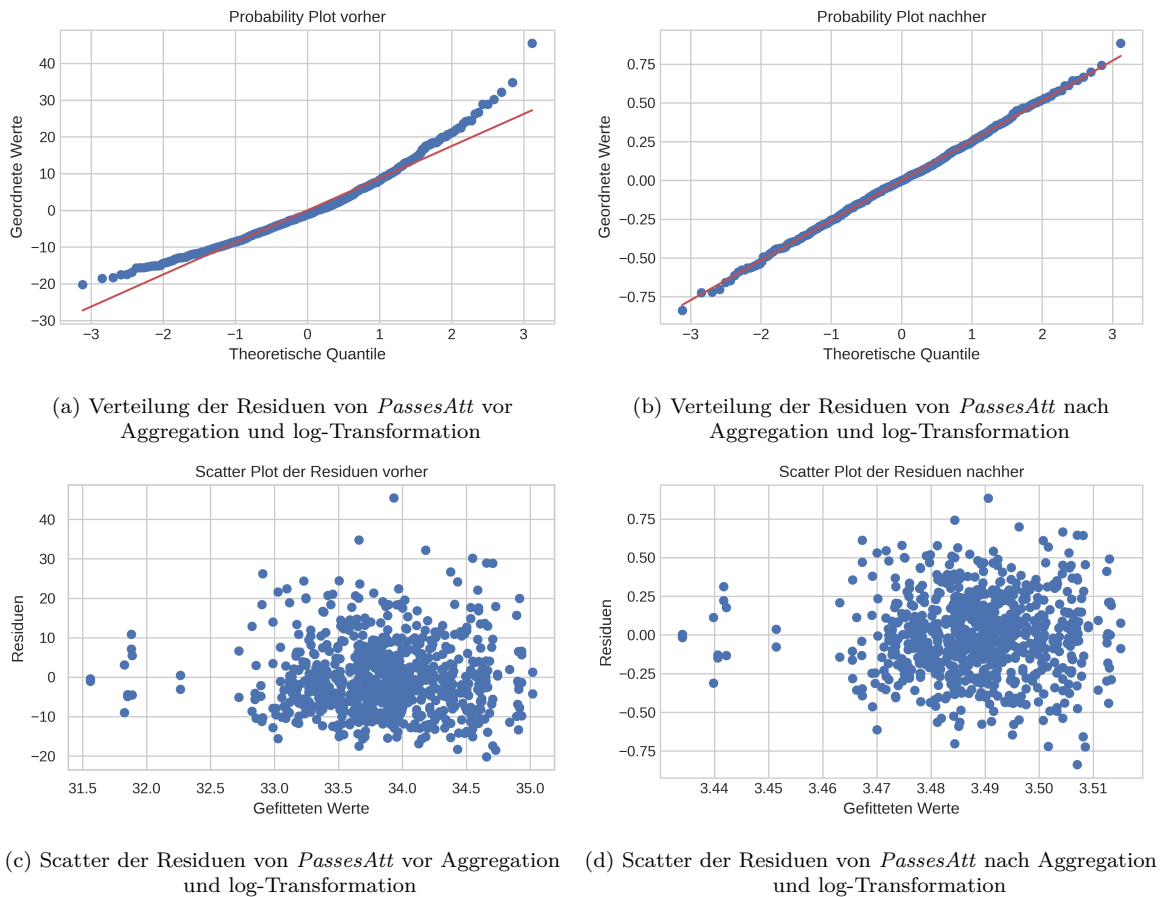 Probability Plot vorher
Geordnete Werte
40
30
20
10
0
−10
−20
−30
−3
−2
−1
0
1
2
3
Theoretische Quantile
Probability Plot nachher
Geordnete Werte
0.75
0.50
0.25
0.00
−0.25
−0.50
−0.75
−3
−2
−1
0
1
2
3
Theoretische Quantile
(a) Verteilung der Residuen von PassesAtt vor
Aggregation und log-Transformation
(b) Verteilung der Residuen von PassesAtt nach
Aggregation und log-Transformation
Scatter Plot der Residuen vorher
Residuen
40
30
20
10
0
−10
−20
31.5
32.0
32.5
33.0
33.5
34.0
34.5
35.0
Gefitteten Werte
Scatter Plot der Residuen nachher
Residuen
0.75
0.50
0.25
0.00
−0.25
−0.50
−0.75
3.44
3.45
3.46
3.47
3.48
3.49
3.50
3.51
Gefitteten Werte
(c) Scatter der Residuen von PassesAtt vor Aggregation
und log-Transformation
(d) Scatter der Residuen von PassesAtt nach Aggregation
und log-Transformation